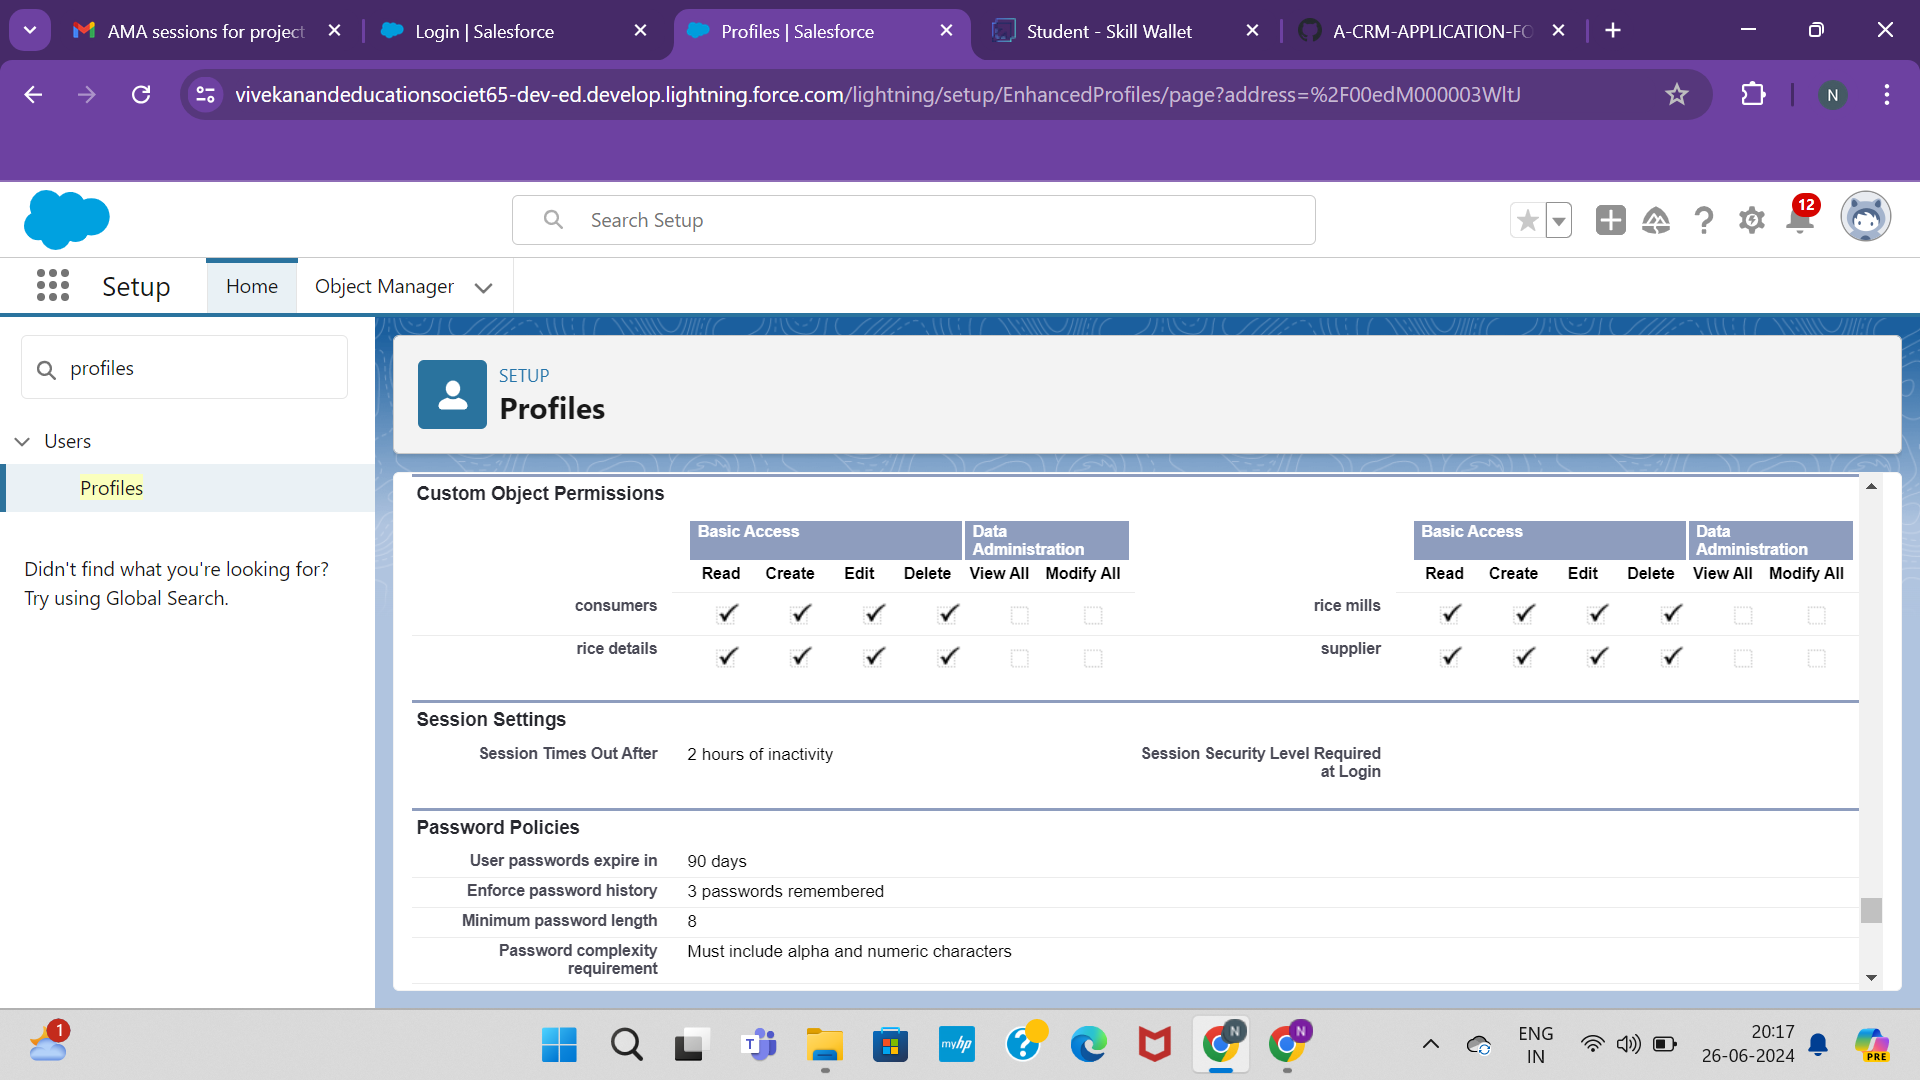 AMA sessions for project
Login | Salesforce
Profiles | Salesforce
Student - Skill Wallet
A-CRM-APPLICATION-FO
vivekanandeducationsociet65-dev-ed.develop.lightning.force.com/lightning/setup/EnhancedProfiles/page?address=%2F00edM000003WltJ
N
Search Setup
12
Setup
Home
Object Manager
profiles
Users
Profiles
Didn't find what you're looking for?
Try using Global Search.
SETUP
Profiles
Custom Object Permissions
Basic Access
Data Administration
Basic Access
Data Administration
Read Create Edit Delete View All Modify All
Read Create Edit Delete View All Modify All
consumers
rice mills
rice details
supplier
Session Settings
Session Times Out After 2 hours of inactivity
Session Security Level Required at Login
Password Policies
User passwords expire in 90 days
Enforce password history 3 passwords remembered
Minimum password length 8
Password complexity requirement Must include alpha and numeric characters
1
T
myhp
?
N
N
ENG
IN
20:17
26-06-2024
PRE